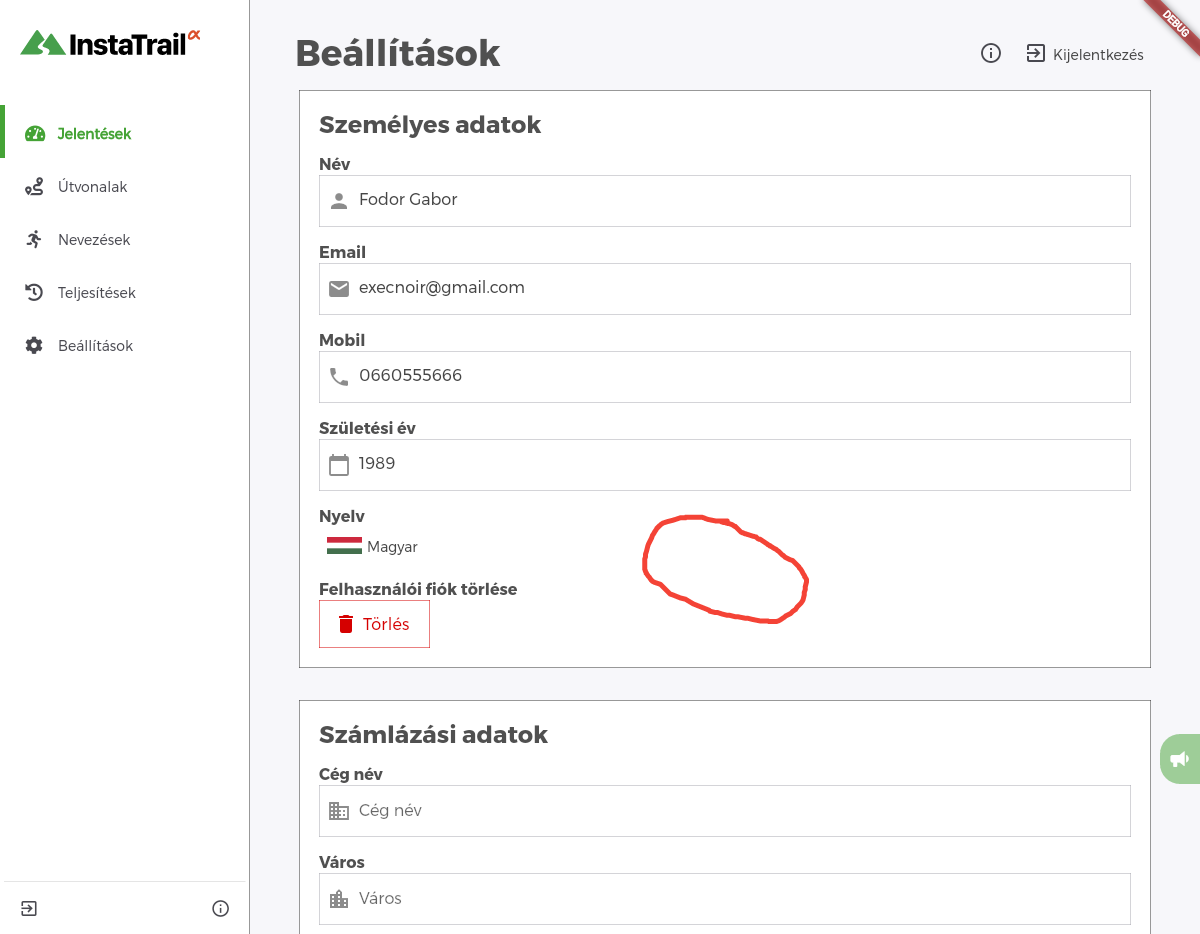 InstaTrail α
Jelentések
Útvonalak
Nevezések
Teljesítések
Beállítások
Beállítások
Kijelentkezés
DEBUG
Személyes adatok
Név
Fodor Gabor
Email
execnoir@gmail.com
Mobil
0660555666
Születési év
1989
Nyelv
Magyar
Felhasználói fiók törlése
Törlés
Számlázási adatok
Cég név
Cég név
Város
Város